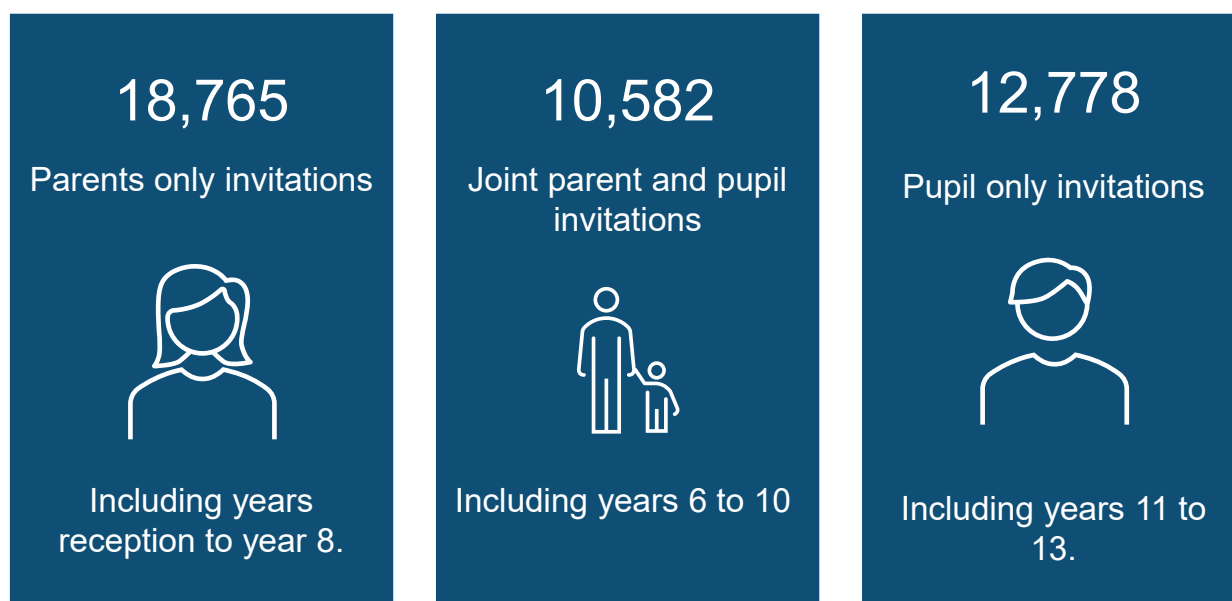 18,765
Parents only invitations
Including years
reception to year 8.
10,582
Joint parent and pupil
invitations
Including years 6 to 10
12,778
Pupil only invitations
Including years 11 to
13.